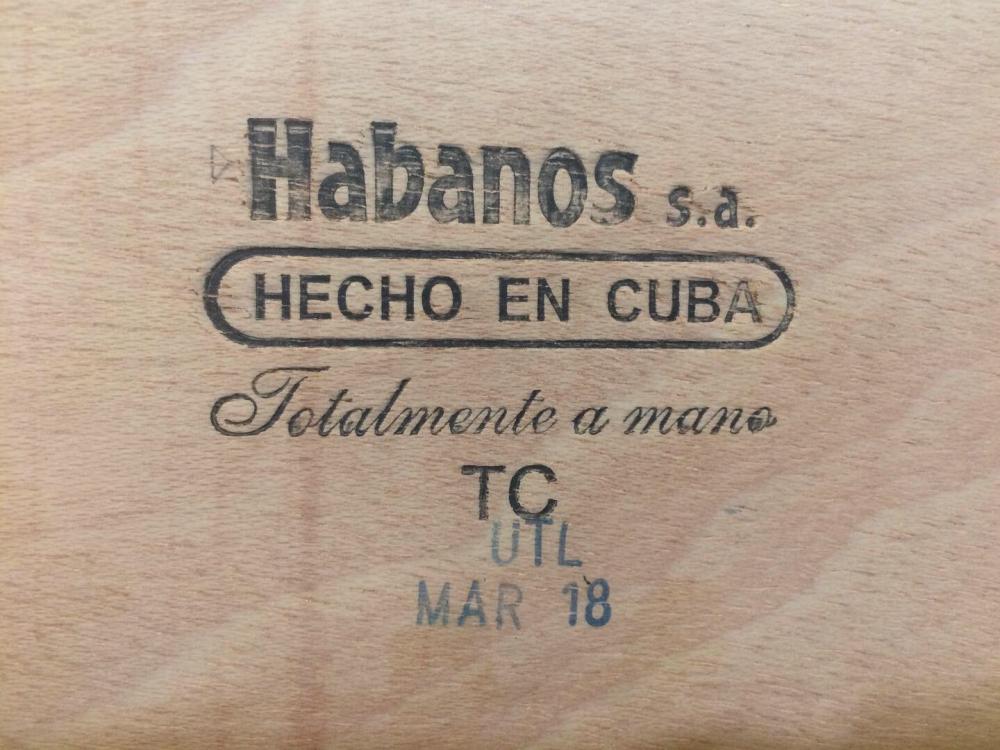 Habanos s.a.
HECHO EN CUBA
Totalmente a mano
TC
UTL
MAR 18